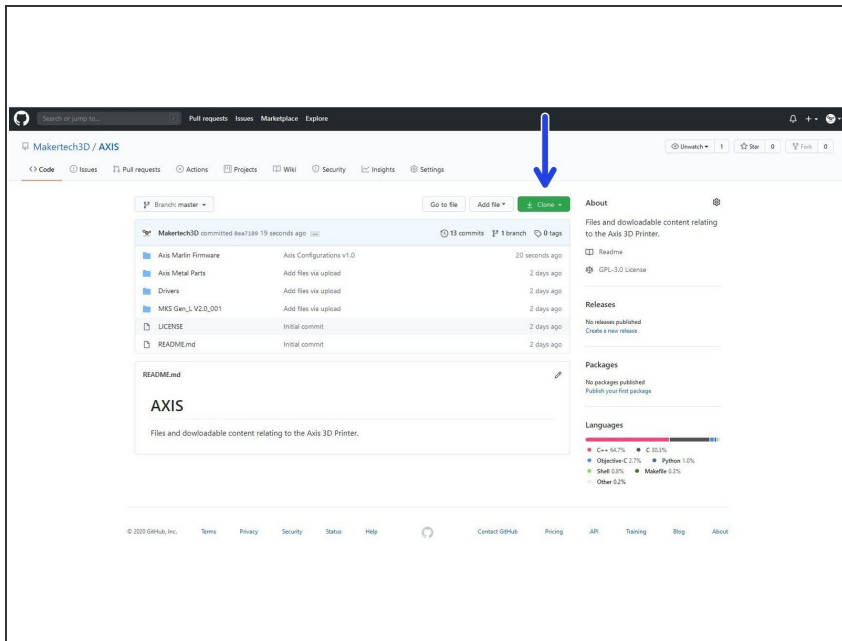 Search or jump to...
/
Pull requests Issues Marketplace Explore
Makertech3D / AXIS
Unwatch 1 Star 0 Fork 0
Code Issues Pull requests Actions Projects Wiki Security Insights Settings
Branch: master Go to file Add file Clone
Makertech3D committed 0ea7189 19 seconds ago 13 commits 1 branch 0 tags
Axis Marlin Firmware Axis Configurations v1.0 20 seconds ago
Axis Metal Parts Add files via upload 2 days ago
Drivers Add files via upload 2 days ago
MKS Gen_L V2.0_001 Add files via upload 2 days ago
LICENSE Initial commit 2 days ago
README.md Initial commit 2 days ago
README.md
AXIS
Files and dowloadable content relating to the Axis 3D Printer.
About
Files and dowloadable content relating
to the Axis 3D Printer.
Readme
GPL-3.0 License
Releases
No releases published
Create a new release
Packages
No packages published
Publish your first package
Languages
C++ 64.7% C 30.3%
Objective-C 2.7% Python 1.0%
Shell 0.8% Makefile 0.3%
Other 0.2%
© 2020 GitHub, Inc. Terms Privacy Security Status Help Contact GitHub Pricing API Training Blog About